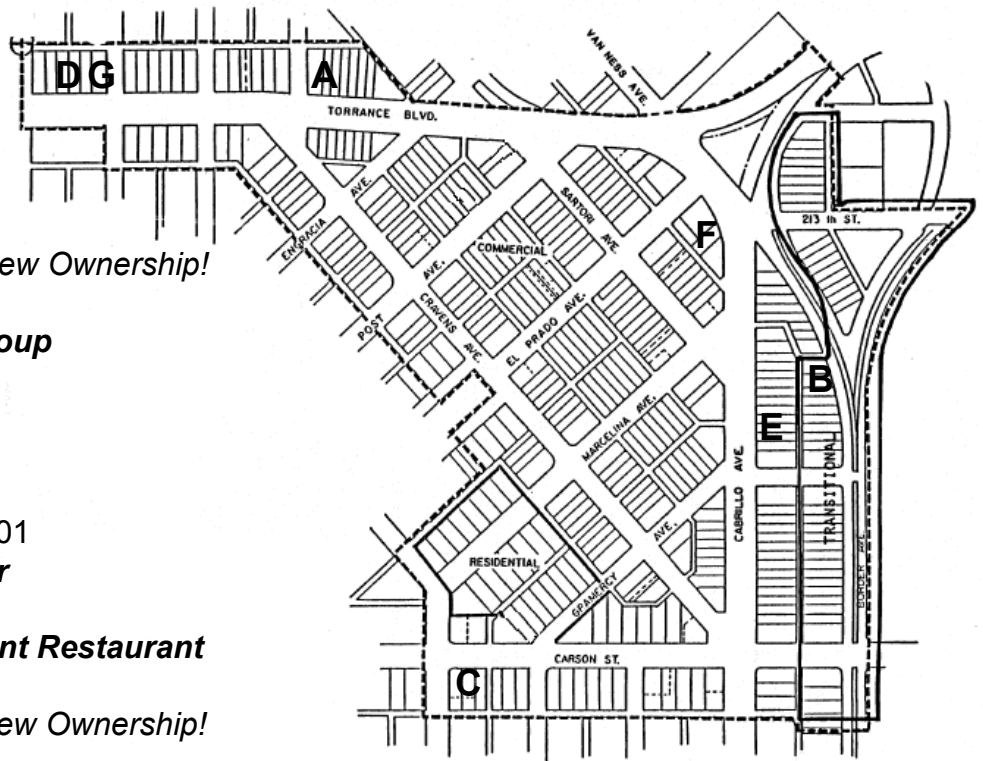 VAN NESS AVE.
D G A
TORRANCE BLVD.
AVE.
SARTORI AVE.
213 th ST.
F
ENGRACIA
COMMERCIAL
ew Ownership!
AVE.
CRAVENS AVE.
EL PRADO AVE.
POST
oup
B
MARCELINA AVE.
E
TRANSITIONAL
CABRILLO AVE.
01
AVE.
BORDER AVE
r
RESIDENTIAL
GRAMERCY
nt Restaurant
CARSON ST.
C
ew Ownership!